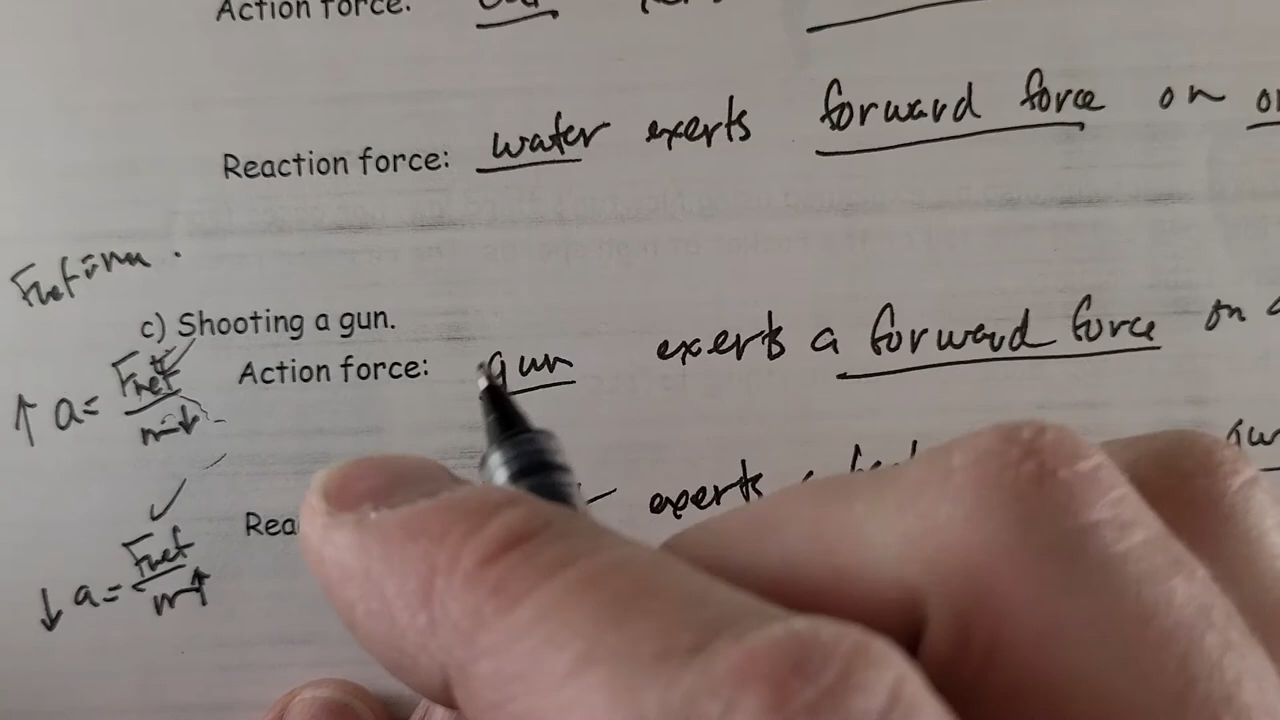 Action force:
Reaction force: water exerts forward force on
Fnet=ma.
c) Shooting a gun.
Action force: gun exerts a forward force on
↑ a= Fnet/m↓
exerts
↓ a= Fnet/m↑